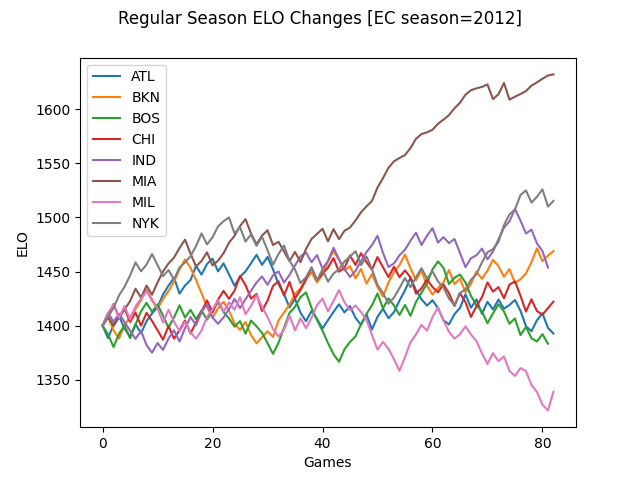 Regular Season ELO Changes [EC season=2012]
ATL
BKN
BOS
CHI
IND
MIA
MIL
NYK
1600
1550
1500
1450
1400
1350
ELO
0 20 40 60 80
Games